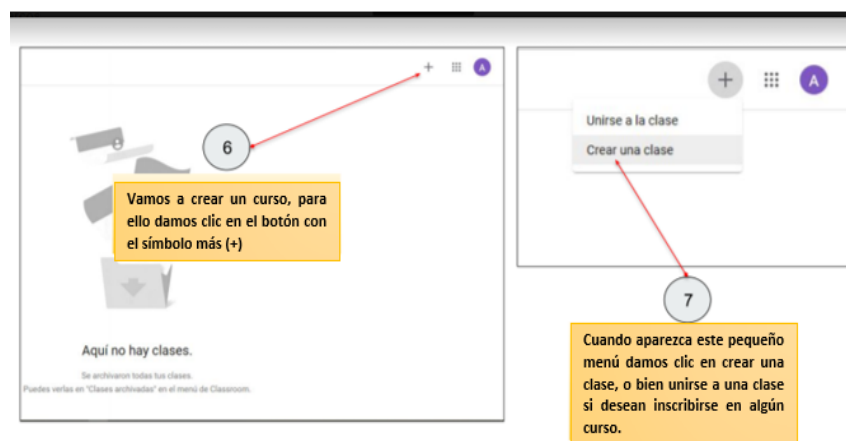 A
6
Vamos a crear un curso, para
ello damos clic en el botón con
el símbolo más (+)
Aquí no hay clases.
Se archivaron todas tus clases.
Puedes verlas en "Clases archivadas" en el menú de Classroom.
A
Unirse a la clase
Crear una clase
7
Cuando aparezca este pequeño
menú damos clic en crear una
clase, o bien unirse a una clase
si desean inscribirse en algún
curso.